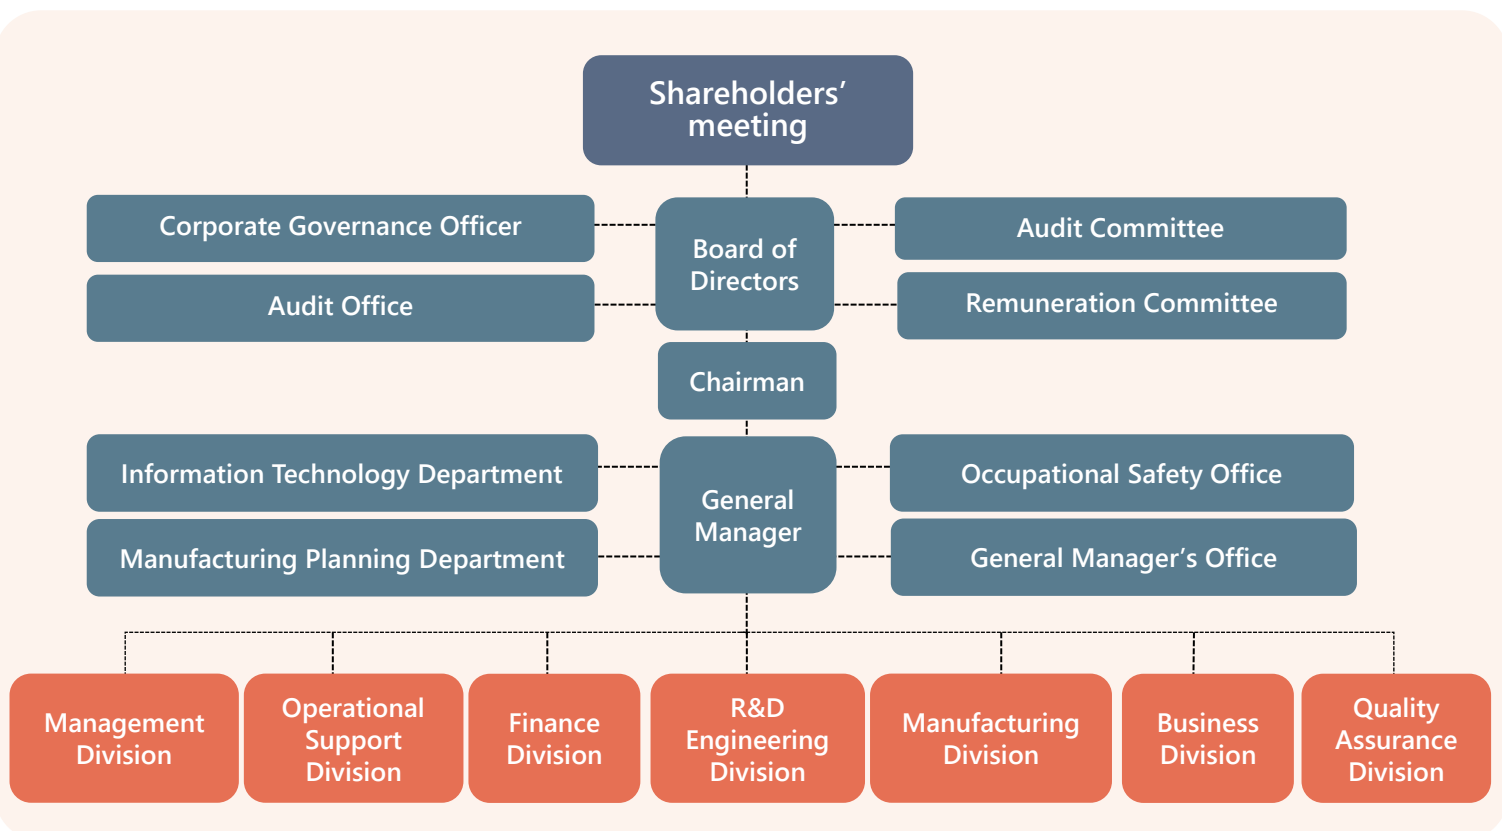 Shareholders’
meeting
Corporate Governance Officer
Board of
Directors
Audit Committee
Audit Office
Remuneration Committee
Chairman
Information Technology Department
General
Manager
Occupational Safety Office
Manufacturing Planning Department
General Manager’s Office
Management
Division
Operational
Support
Division
Finance
Division
R&D
Engineering
Division
Manufacturing
Division
Business
Division
Quality
Assurance
Division